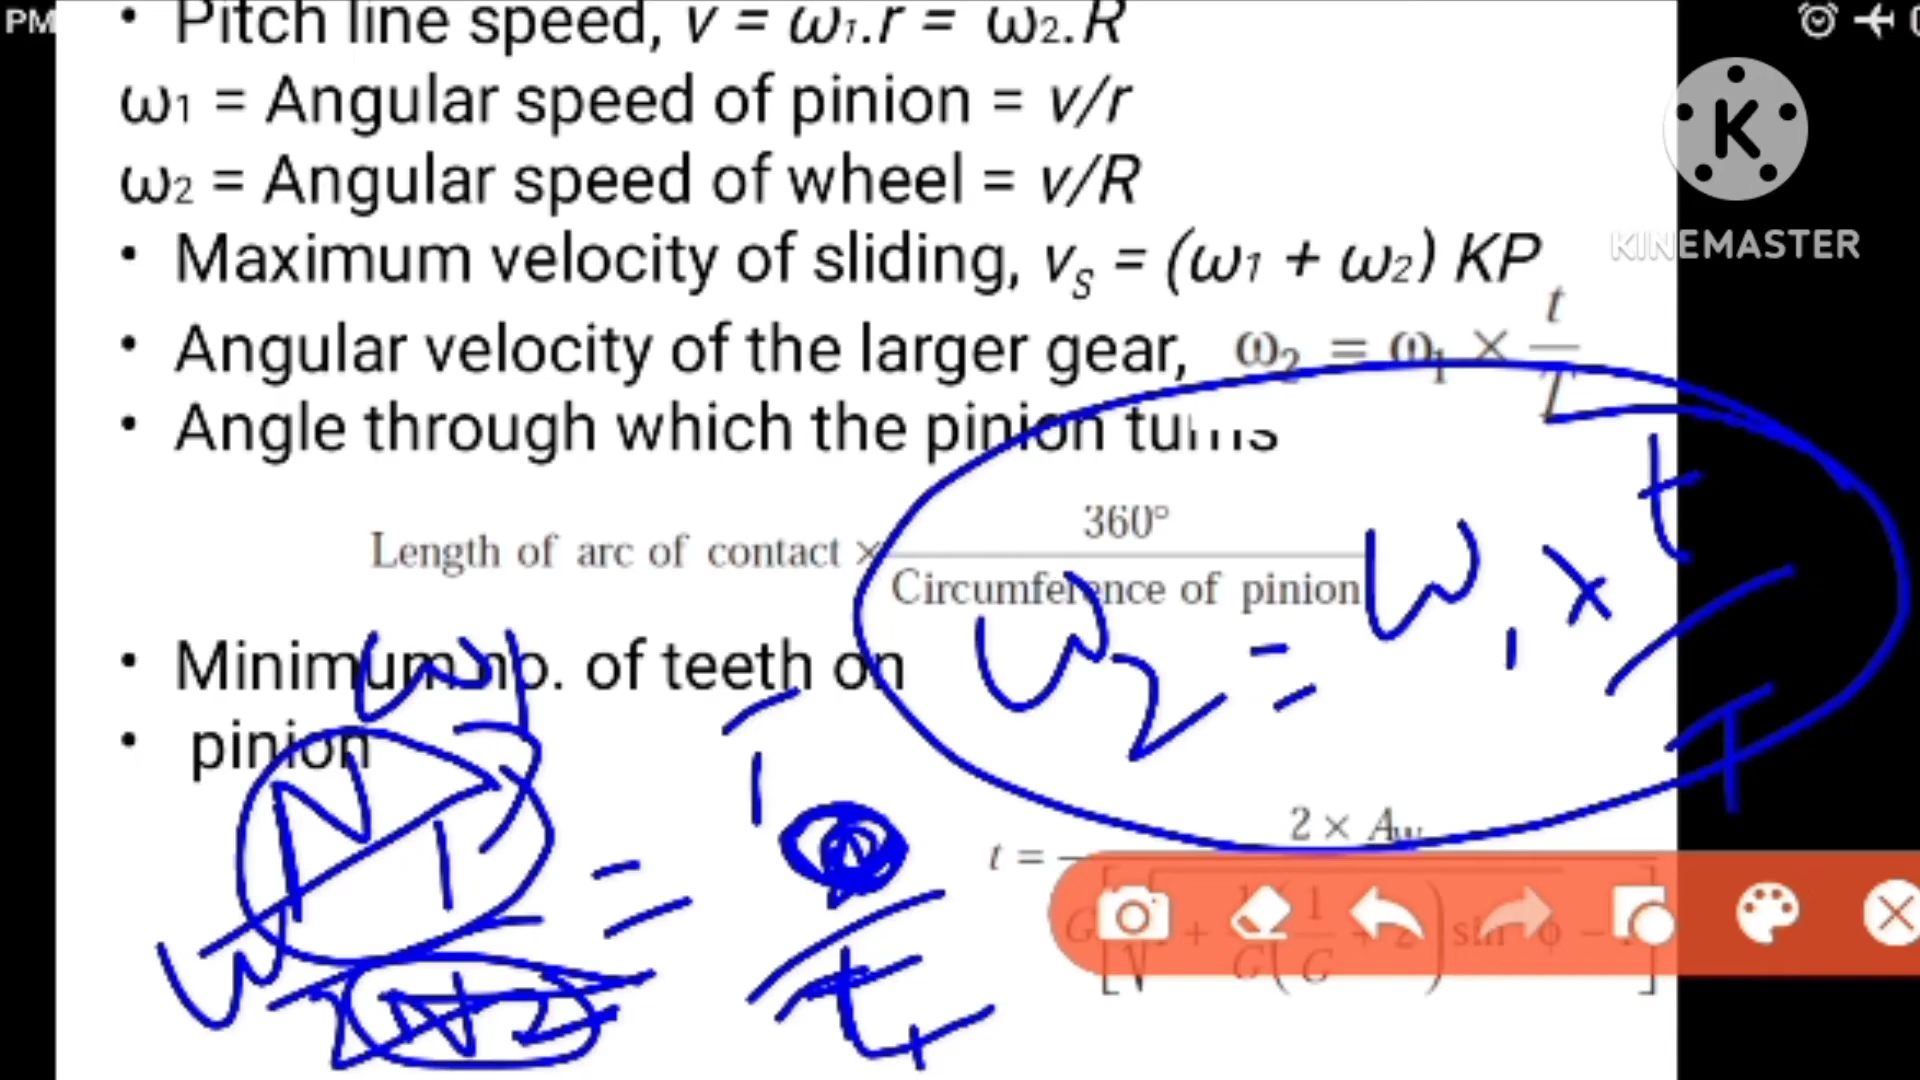 PM
• Pitch line speed, v = ω1.r = ω2.R
ω1 = Angular speed of pinion = v/r
K
ω2 = Angular speed of wheel = v/R
KINEMASTER
• Maximum velocity of sliding, vS = (ω1 + ω2) KP
• Angular velocity of the larger gear, ω2 = ω1 × t/T
• Angle through which the pinion turns
Length of arc of contact × 360° / Circumference of pinion
ω2 = ω1 × t/T
• Minimum no. of teeth on
• pinion
N1
N2
t = 2 × Aw